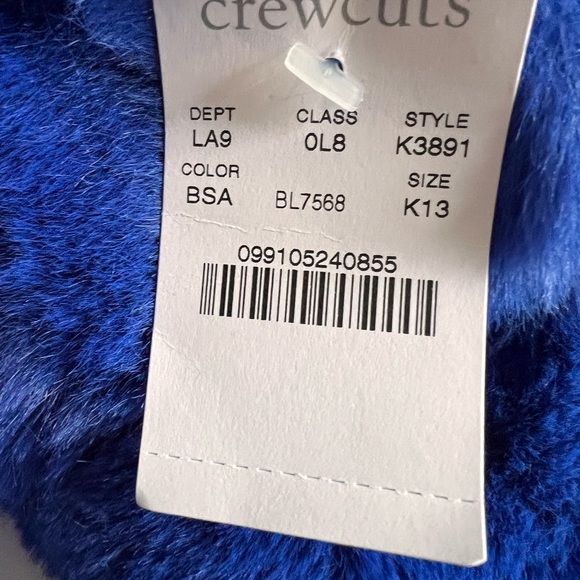 crewcuts
DEPT CLASS STYLE
LA9 0L8 K3891
COLOR SIZE
BSA BL7568 K13
099105240855